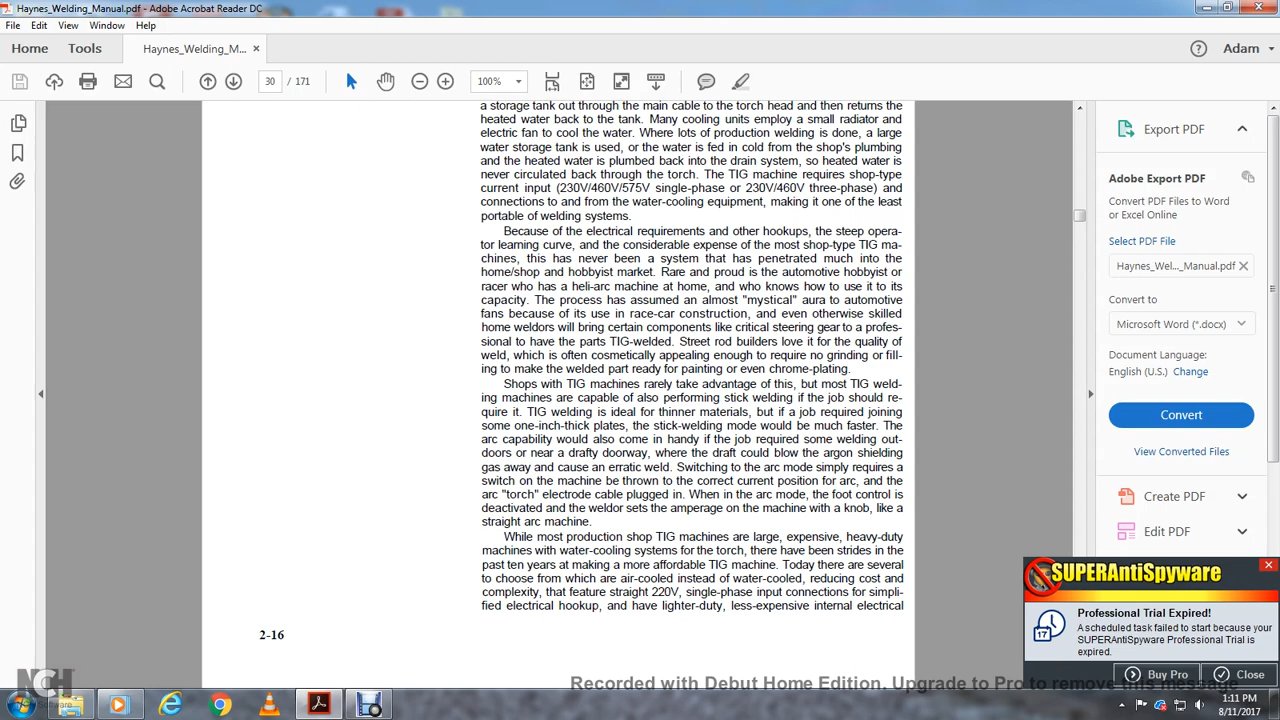 Haynes_Welding_Manual.pdf - Adobe Acrobat Reader DC
File Edit View Window Help
Home Tools Haynes_Welding_M... × Adam
30 / 171 100%
a storage tank out through the main cable to the torch head and then returns the
heated water back to the tank. Many cooling units employ a small radiator and
electric fan to cool the water. Where lots of production welding is done, a large
water storage tank is used, or the water is fed in cold from the shop's plumbing
and the heated water is plumbed back into the drain system, so heated water is
never circulated back through the torch. The TIG machine requires shop-type
current input (230V/460V/575V single-phase or 230V/460V three-phase) and
connections to and from the water-cooling equipment, making it one of the least
portable of welding systems.
Because of the electrical requirements and other hookups, the steep opera-
tor learning curve, and the considerable expense of the most shop-type TIG ma-
chines, this has never been a system that has penetrated much into the
home/shop and hobbyist market. Rare and proud is the automotive hobbyist or
racer who has a heli-arc machine at home, and who knows how to use it to its
capacity. The process has assumed an almost "mystical" aura to automotive
fans because of its use in race-car construction, and even otherwise skilled
home weldors will bring certain components like critical steering gear to a profes-
sional to have the parts TIG-welded. Street rod builders love it for the quality of
weld, which is often cosmetically appealing enough to require no grinding or fill-
ing to make the welded part ready for painting or even chrome-plating.
Shops with TIG machines rarely take advantage of this, but most TIG weld-
ing machines are capable of also performing stick welding if the job should re-
quire it. TIG welding is ideal for thinner materials, but if a job required joining
some one-inch-thick plates, the stick-welding mode would be much faster. The
arc capability would also come in handy if the job required some welding out-
doors or near a drafty doorway, where the draft could blow the argon shielding
gas away and cause an erratic weld. Switching to the arc mode simply requires a
switch on the machine be thrown to the correct current position for arc, and the
arc "torch" electrode cable plugged in. When in the arc mode, the foot control is
deactivated and the weldor sets the amperage on the machine with a knob, like a
straight arc machine.
While most production shop TIG machines are large, expensive, heavy-duty
machines with water-cooling systems for the torch, there have been strides in the
past ten years at making a more affordable TIG machine. Today there are several
to choose from which are air-cooled instead of water-cooled, reducing cost and
complexity, that feature straight 220V, single-phase input connections for simpli-
fied electrical hookup, and have lighter-duty, less-expensive internal electrical
2-16
Export PDF
Adobe Export PDF
Convert PDF Files to Word
or Excel Online
Select PDF File
Haynes_Wel..._Manual.pdf ×
Convert to
Microsoft Word (*.docx)
Document Language:
English (U.S.) Change
Convert
View Converted Files
Create PDF
Edit PDF
SUPERAntiSpyware
Professional Trial Expired!
A scheduled task failed to start because your
SUPERAntiSpyware Professional Trial is
expired.
17
Buy Pro Close
NCH
Software
Recorded with Debut Home Edition. Upgrade to Pro to remove this message
1:11 PM
8/11/2017